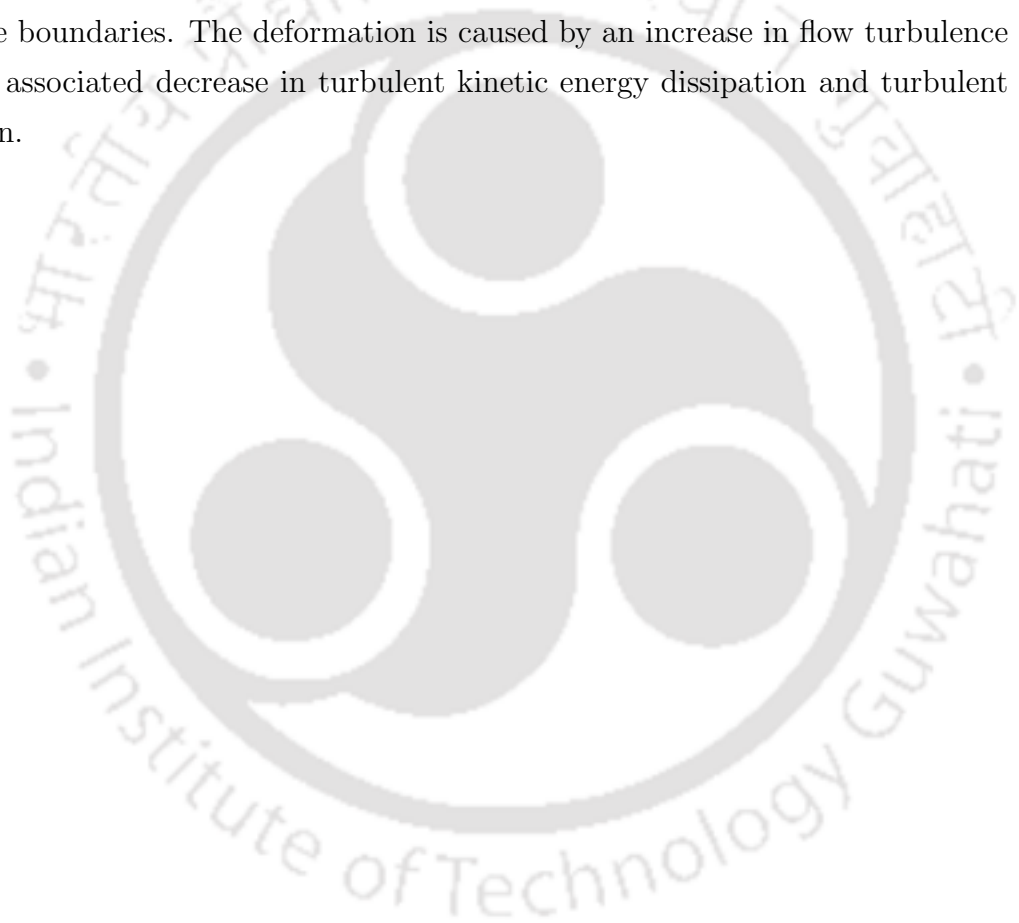 e boundaries. The deformation is caused by an increase in flow turbulence
associated decrease in turbulent kinetic energy dissipation and turbulent
n.
• Indian Institute of Technology Guwahati •